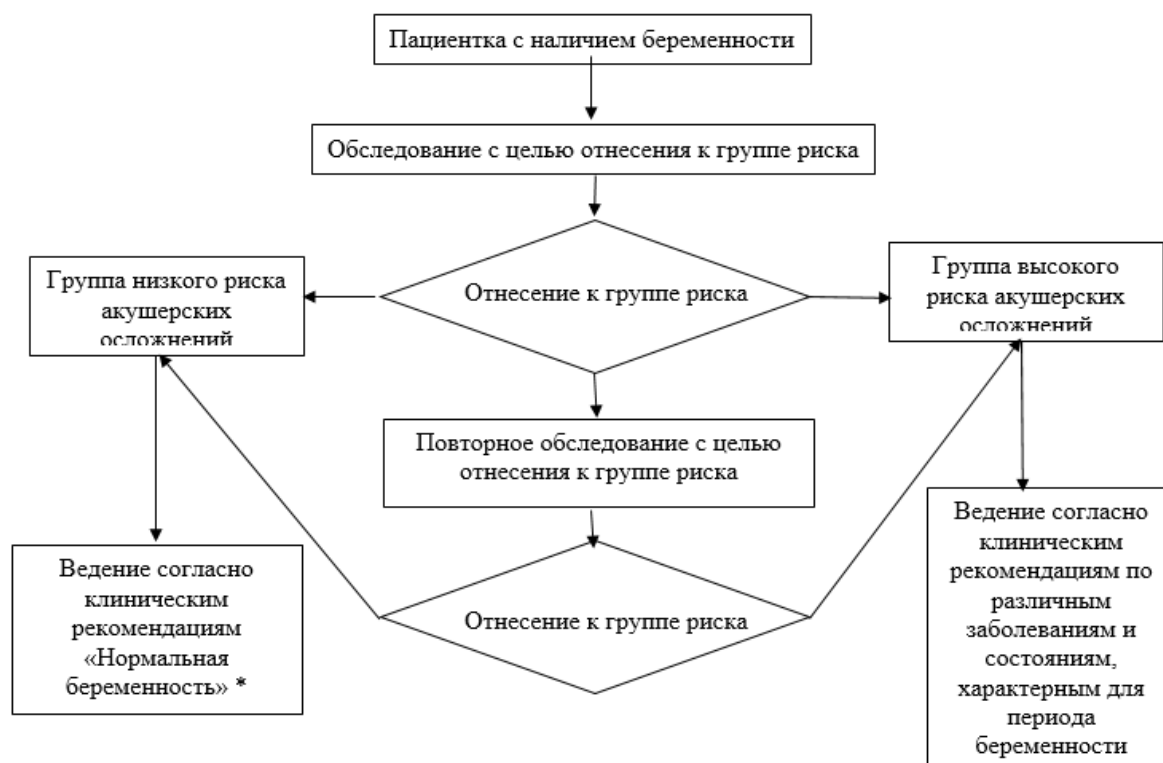 Пациентка с наличием беременности
Обследование с целью отнесения к группе риска
Отнесение к группе риска
Группа низкого риска
акушерских
осложнений
Группа высокого
риска акушерских
осложнений
Повторное обследование с целью
отнесения к группе риска
Отнесение к группе риска
Ведение согласно
клиническим
рекомендациям
«Нормальная
беременность» *
Ведение согласно
клиническим
рекомендациям по
различным
заболеваниям и
состояниям,
характерным для
периода
беременности